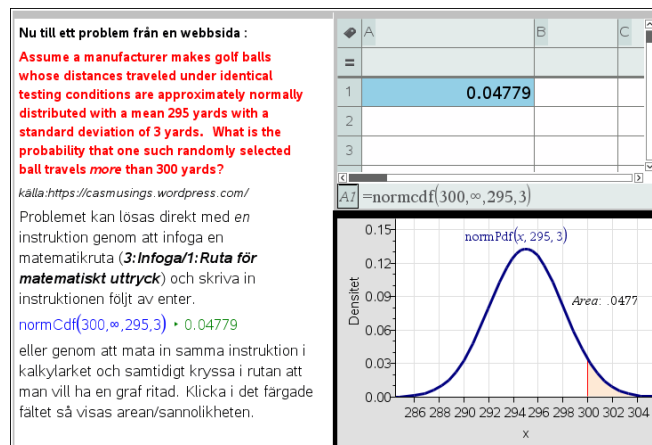 Nu till ett problem från en webbsida :
Assume a manufacturer makes golf balls
whose distances traveled under identical
testing conditions are approximately normally
distributed with a mean 295 yards with a
standard deviation of 3 yards. What is the
probability that one such randomly selected
ball travels more than 300 yards?
källa:https://casmusings.wordpress.com/
Problemet kan lösas direkt med en
instruktion genom att infoga en
matematikruta (3:Infoga/1:Ruta för
matematiskt uttryck) och skriva in
instruktionen följt av enter.
normCdf(300,∞,295,3) ▸ 0.04779
eller genom att mata in samma instruktion i
kalkylarket och samtidigt kryssa i rutan att
man vill ha en graf ritad. Klicka i det färgade
fältet så visas arean/sannolikheten.
A B C
=
1 0.04779
2
3
A1 =normcdf(300,∞,295,3)
normPdf(x, 295, 3)
Area: .0477
Densitet
0.15
0.12
0.09
0.06
0.03
0.00
286 288 290 292 294 296 298 300 302 304
x